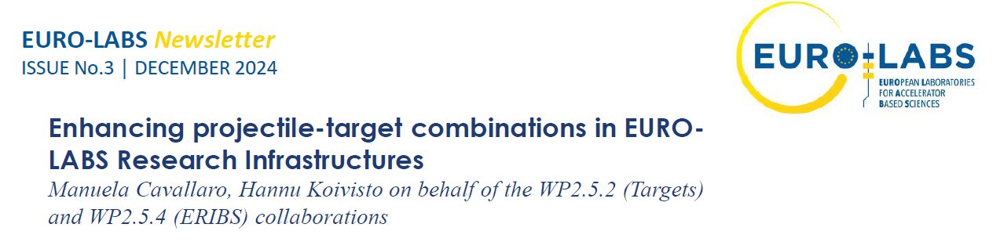 EURO-LABS Newsletter
ISSUE No.3 | DECEMBER 2024
EURO-LABS
EUROPEAN LABORATORIES
FOR ACCELERATOR
BASED SCIENCES
Enhancing projectile-target combinations in EURO-
LABS Research Infrastructures
Manuela Cavallaro, Hannu Koivisto on behalf of the WP2.5.2 (Targets)
and WP2.5.4 (ERIBS) collaborations